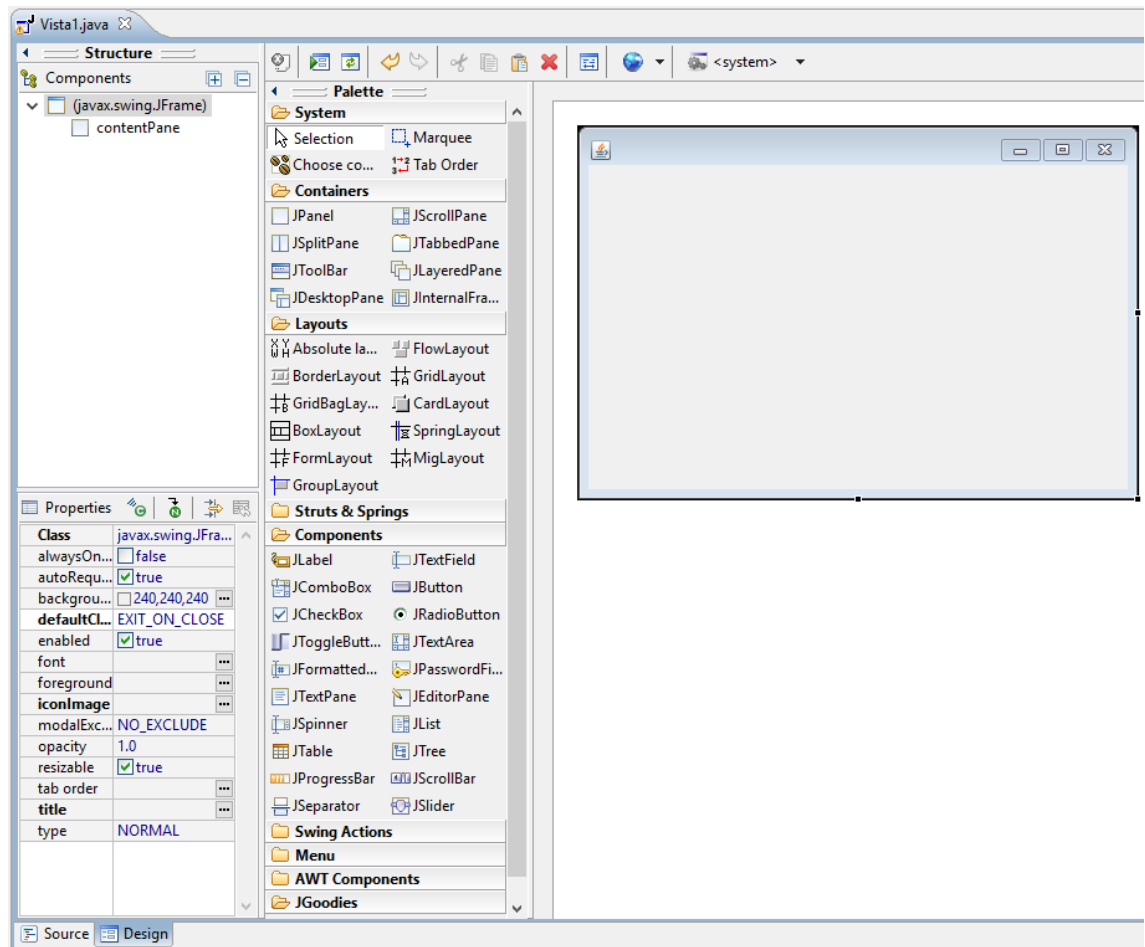 Vista1.java
Structure
Components
(javax.swing.JFrame)
contentPane
Properties
Class javax.swing.JFra...
alwaysOn... false
autoRequ... true
backgrou... 240,240,240
defaultCl... EXIT_ON_CLOSE
enabled true
font
foreground
iconImage
modalExc... NO_EXCLUDE
opacity 1.0
resizable true
tab order
title
type NORMAL
<system>
Palette
System
Selection Marquee
Choose co... Tab Order
Containers
JPanel JScrollPane
JSplitPane JTabbedPane
JToolBar JLayeredPane
JDesktopPane JInternalFra...
Layouts
Absolute la... FlowLayout
BorderLayout GridLayout
GridBagLay... CardLayout
BoxLayout SpringLayout
FormLayout MigLayout
GroupLayout
Struts & Springs
Components
JLabel JTextField
JComboBox JButton
JCheckBox JRadioButton
JToggleButt... JTextArea
JFormatted... JPasswordFi...
JTextPane JEditorPane
JSpinner JList
JTable JTree
JProgressBar JScrollBar
JSeparator JSlider
Swing Actions
Menu
AWT Components
JGoodies
Source Design